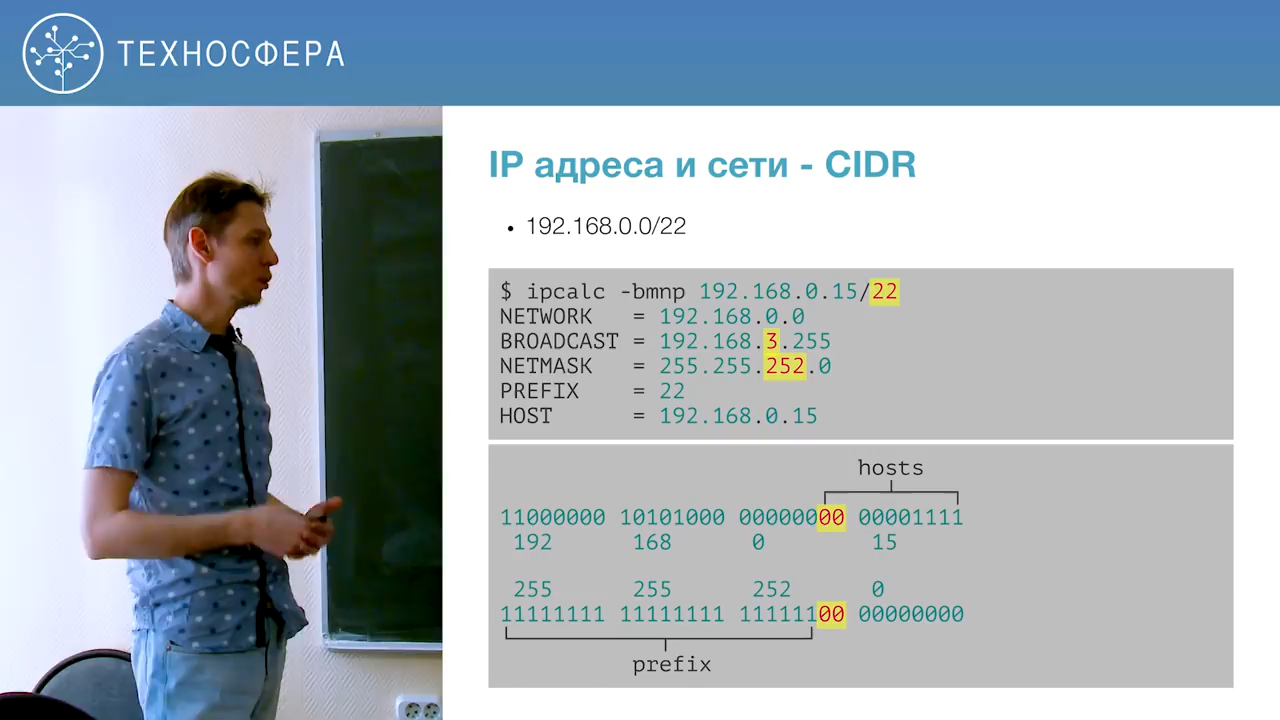 ТЕХНОСФЕРА
IP адреса и сети - CIDR
• 192.168.0.0/22
$ ipcalc -bmnp 192.168.0.15/22
NETWORK = 192.168.0.0
BROADCAST = 192.168.3.255
NETMASK = 255.255.252.0
PREFIX = 22
HOST = 192.168.0.15
hosts
11000000 10101000 00000000 00001111
192 168 0 15
255 255 252 0
11111111 11111111 11111100 00000000
prefix